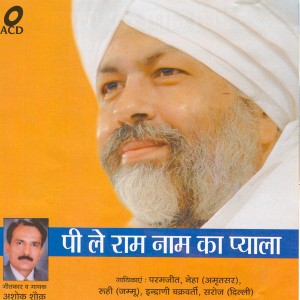 ACD
पी ले राम नाम का प्याला
गायिकाएं: परमजीत, नेहा (अमृतसर),
रूही (जम्मू), इन्द्राणी चक्रवर्ती, सरोज (दिल्ली)
गीतकार व गायक
अशोक शौक़